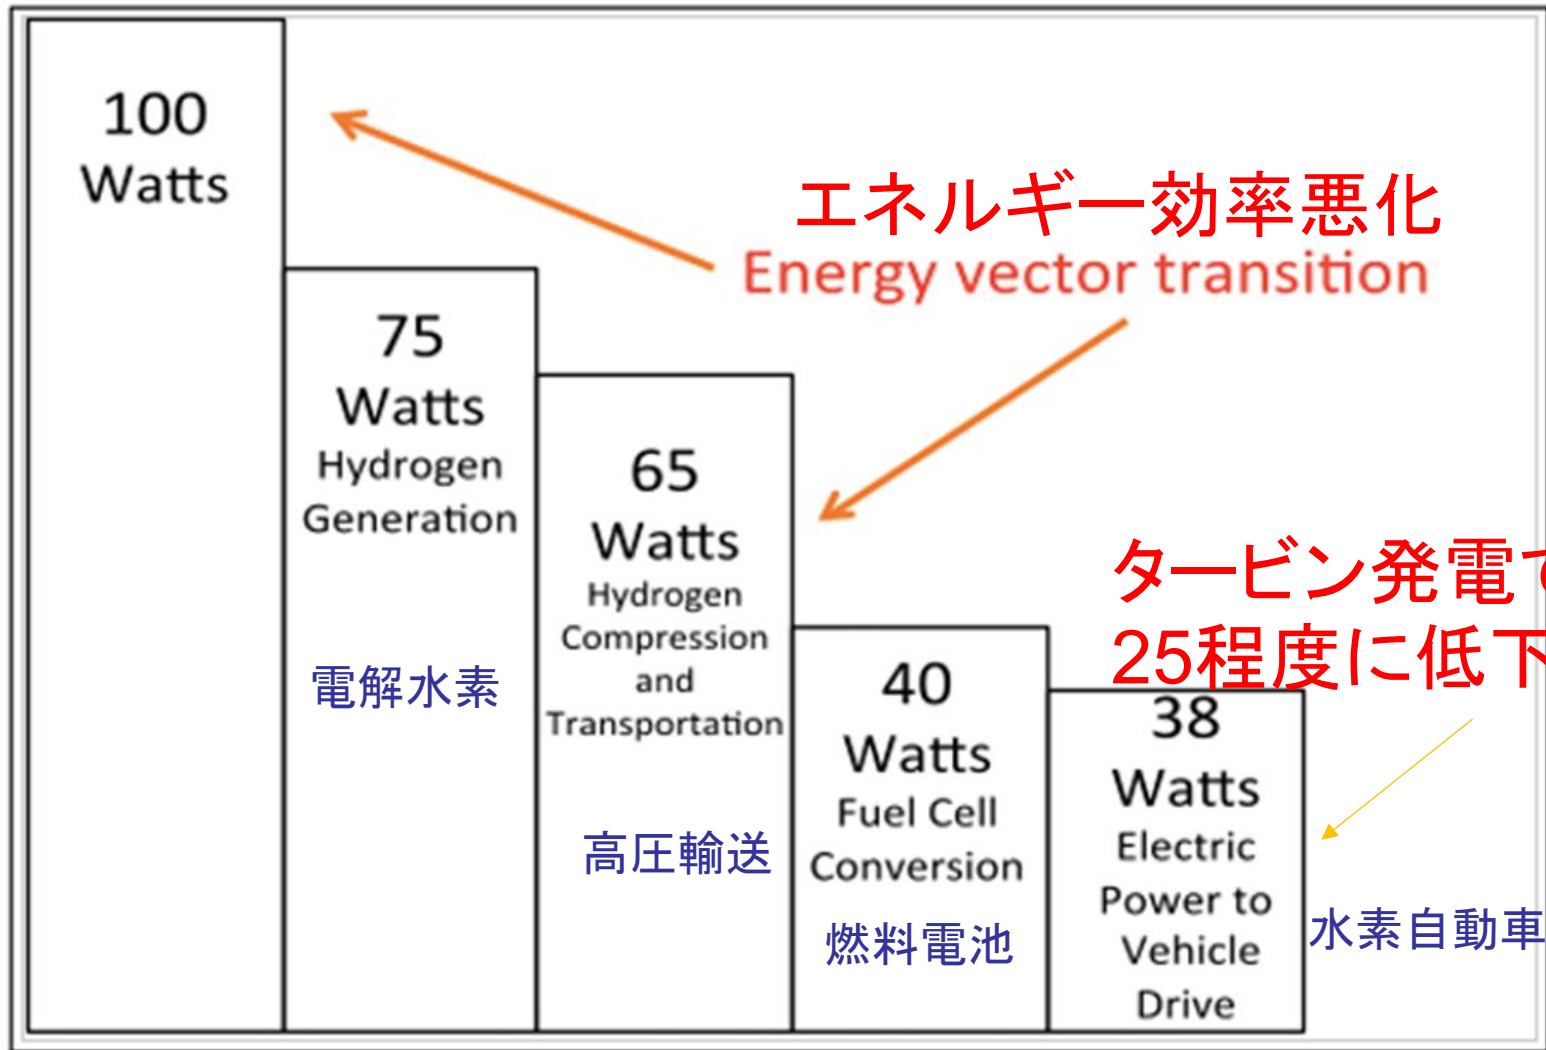 100
Watts
エネルギー効率悪化
Energy vector transition
75
Watts
Hydrogen
Generation
電解水素
65
Watts
Hydrogen
Compression
and
Transportation
高圧輸送
タービン発電で
25程度に低下
40
Watts
Fuel Cell
Conversion
燃料電池
38
Watts
Electric
Power to
Vehicle
Drive
水素自動車